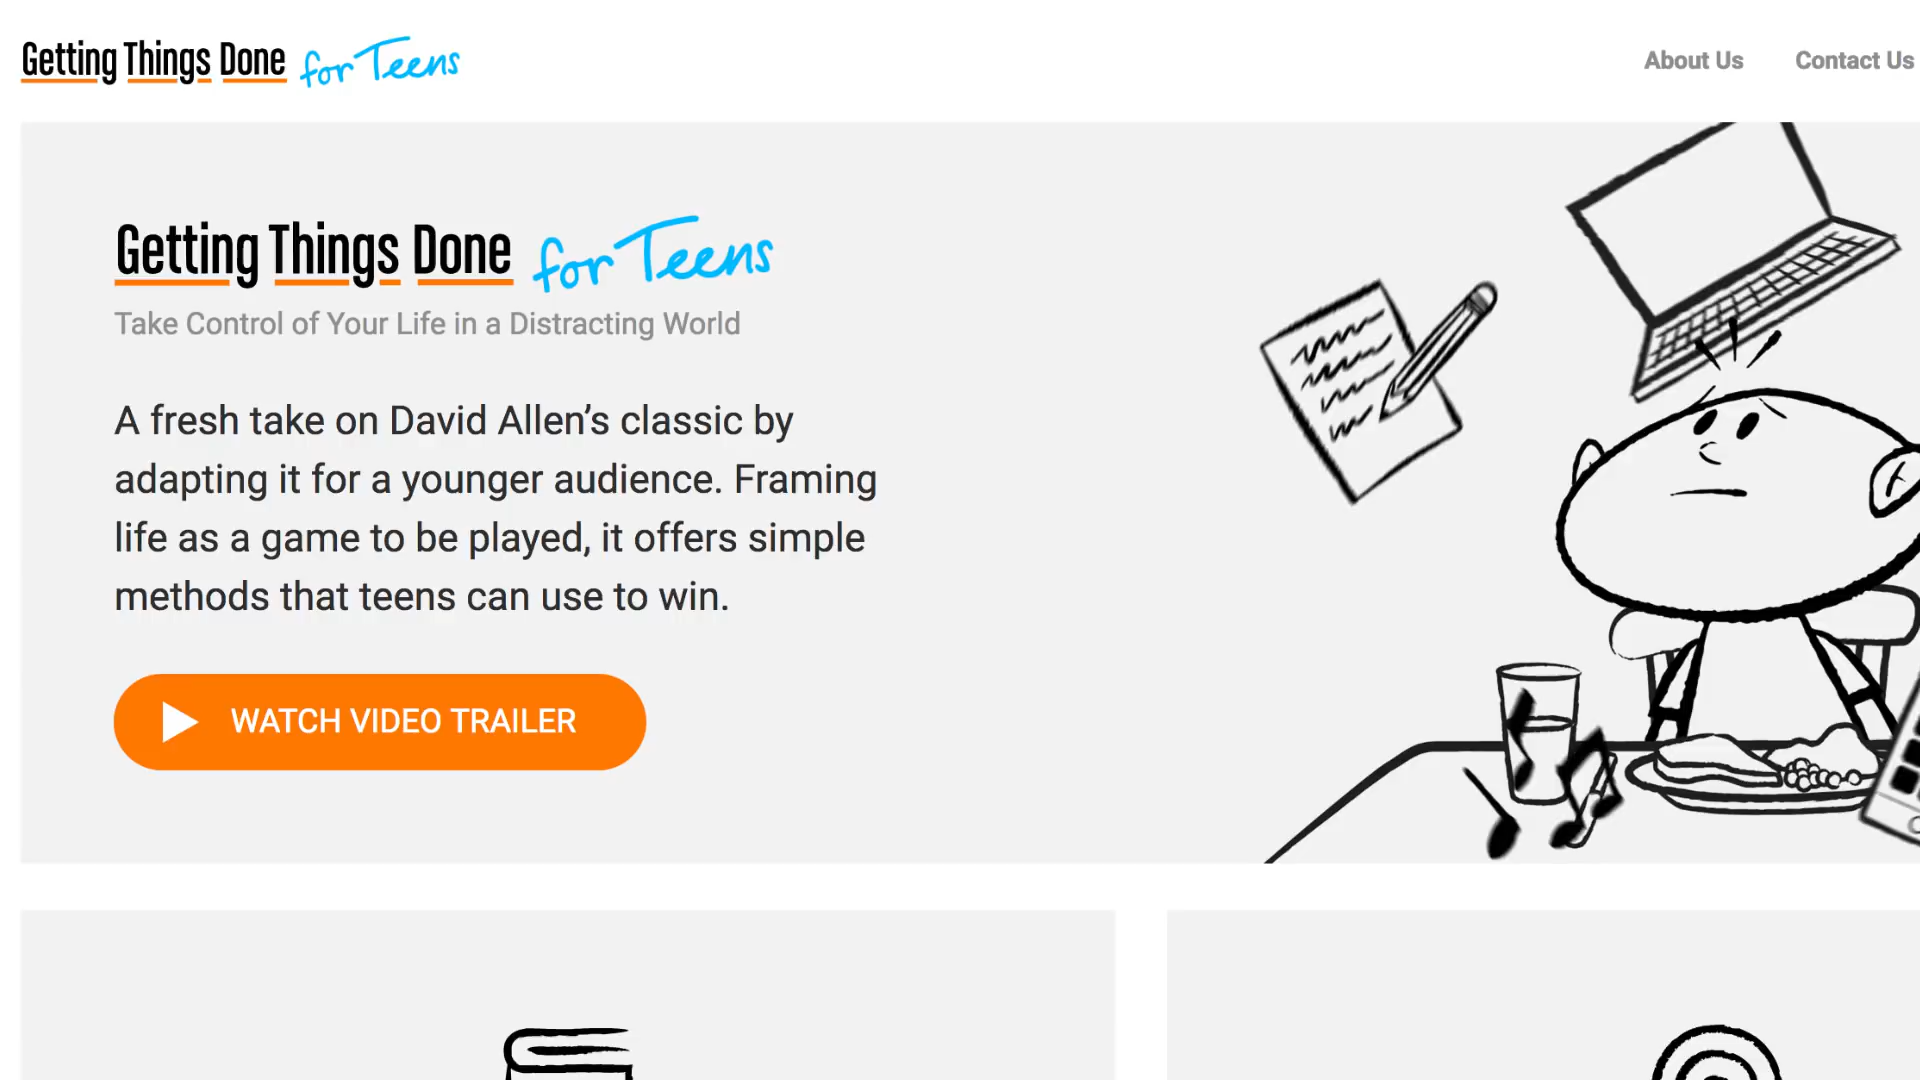 Getting Things Done for Teens
About Us
Contact Us
Getting Things Done for Teens
Take Control of Your Life in a Distracting World
A fresh take on David Allen’s classic by
adapting it for a younger audience. Framing
life as a game to be played, it offers simple
methods that teens can use to win.
WATCH VIDEO TRAILER